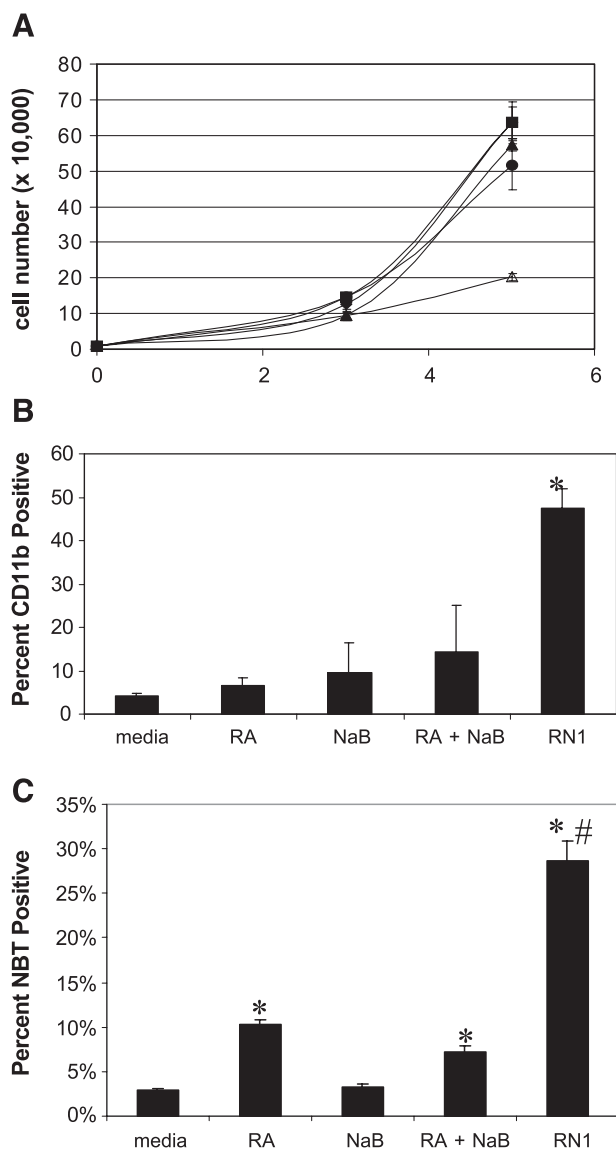 A
cell number (x 10,000)
80
70
60
50
40
30
20
10
0
0 2 4 6
B
Percent CD11b Positive
60
50
40
30
20
10
0
*
media RA NaB RA + NaB RN1
C
Percent NBT Positive
35%
30%
25%
20%
15%
10%
5%
0%
* * * #
media RA NaB RA + NaB RN1